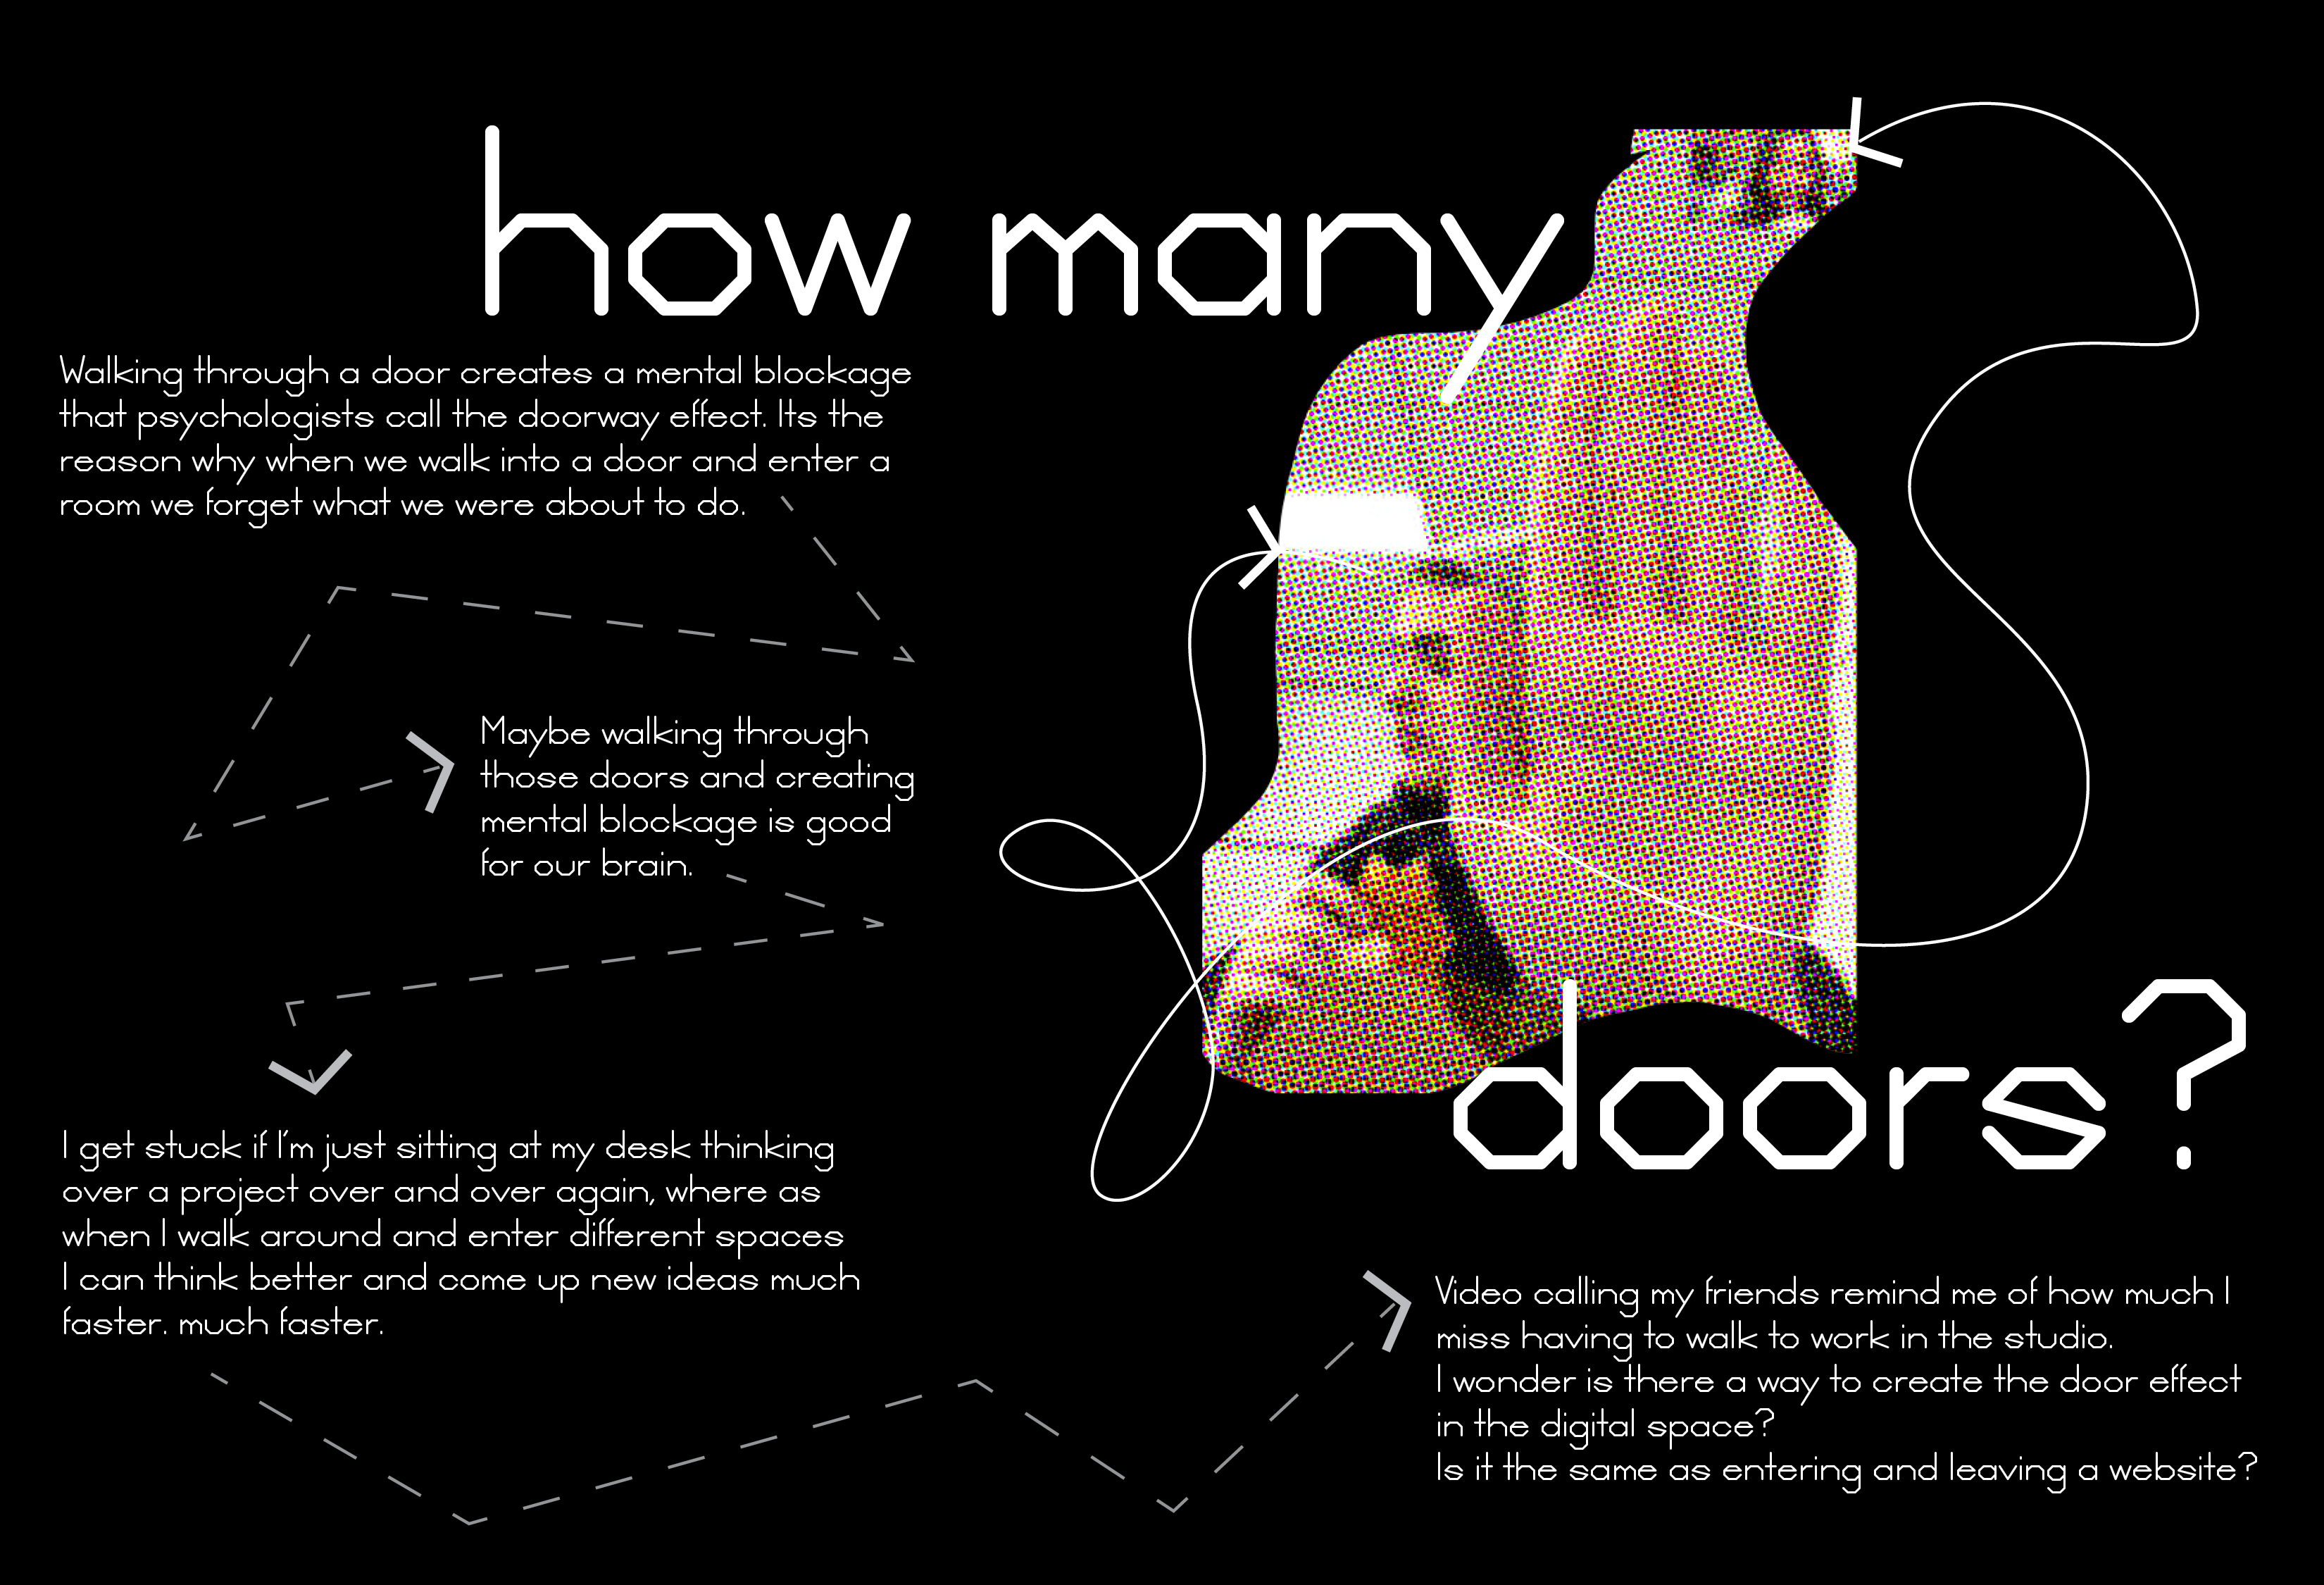 how many
Walking through a door creates a mental blockage
that psychologists call the doorway effect. Its the
reason why when we walk into a door and enter a
room we forget what we were about to do.
Maybe walking through
those doors and creating
mental blockage is good
for our brain.
doors?
I get stuck if I'm just sitting at my desk thinking
over a project over and over again, where as
when I walk around and enter different spaces
I can think better and come up new ideas much
faster. much faster.
Video calling my friends remind me of how much I
miss having to walk to work in the studio.
I wonder is there a way to create the door effect
in the digital space?
Is it the same as entering and leaving a website?